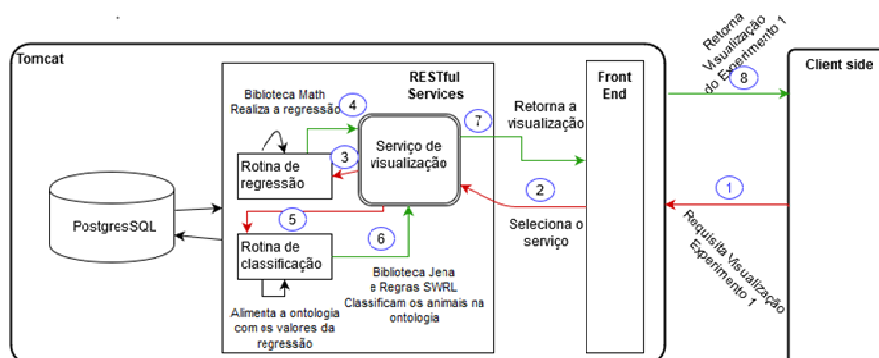 Tomcat
RESTful
Services
Front
End
Client side
Retorna
Visualização
do Experimento 1
8
Biblioteca Math
Realiza a regressão
4
7
Retorna a
visualização
Serviço de
visualização
3
Rotina de
regressão
2
1
PostgresSQL
5
Seleciona o
serviço
Requisita Visualização
Experimento 1
6
Rotina de
classificação
Biblioteca Jena
e Regras SWRL
Classificam os animais na
ontologia
Alimenta a ontologia
com os valores da
regressão